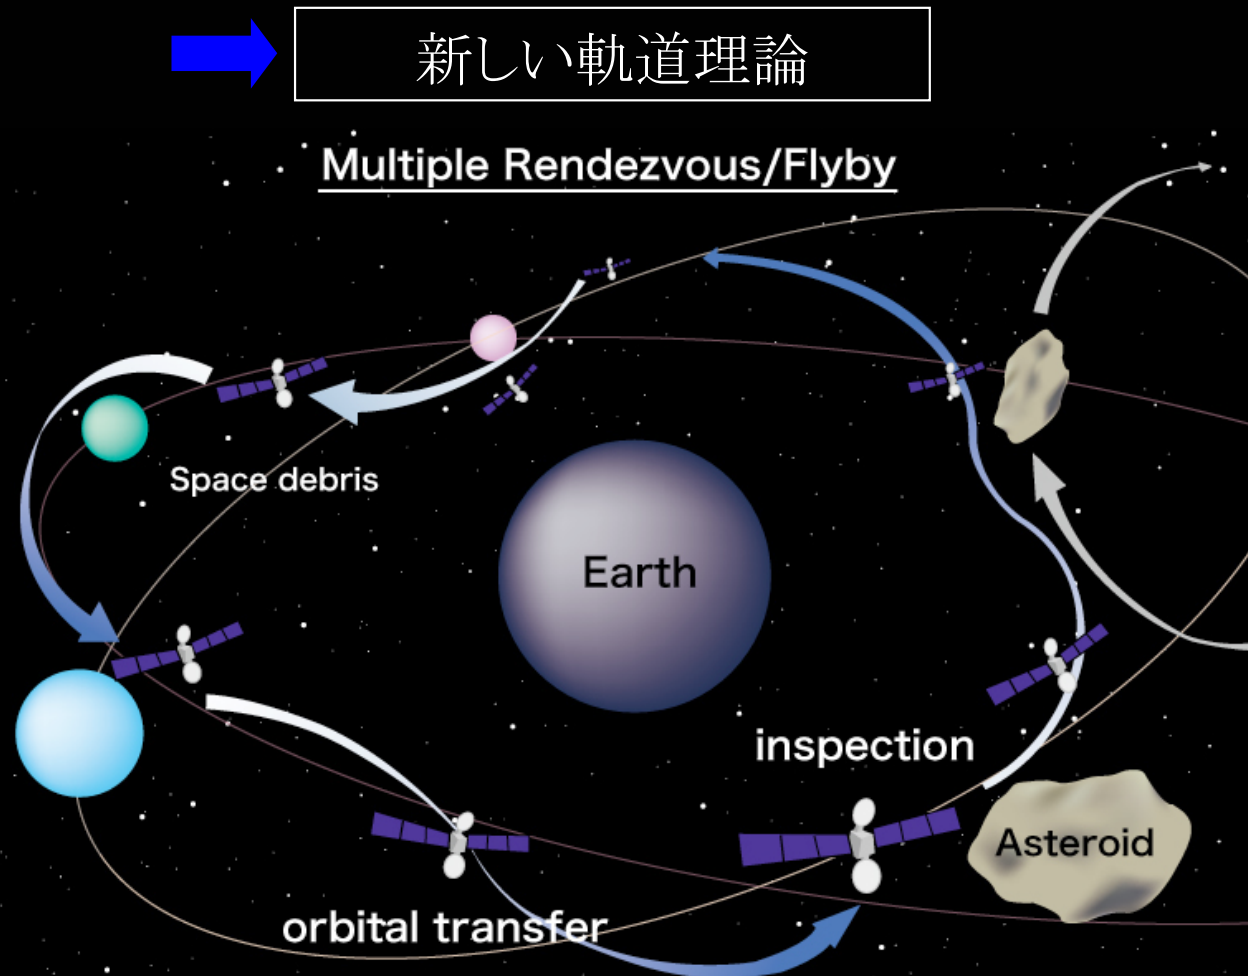 新しい軌道理論
Multiple Rendezvous/Flyby
Space debris
Earth
inspection
Asteroid
orbital transfer